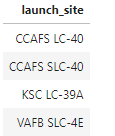 launch_site
CCAFS LC-40
CCAFS SLC-40
KSC LC-39A
VAFB SLC-4E